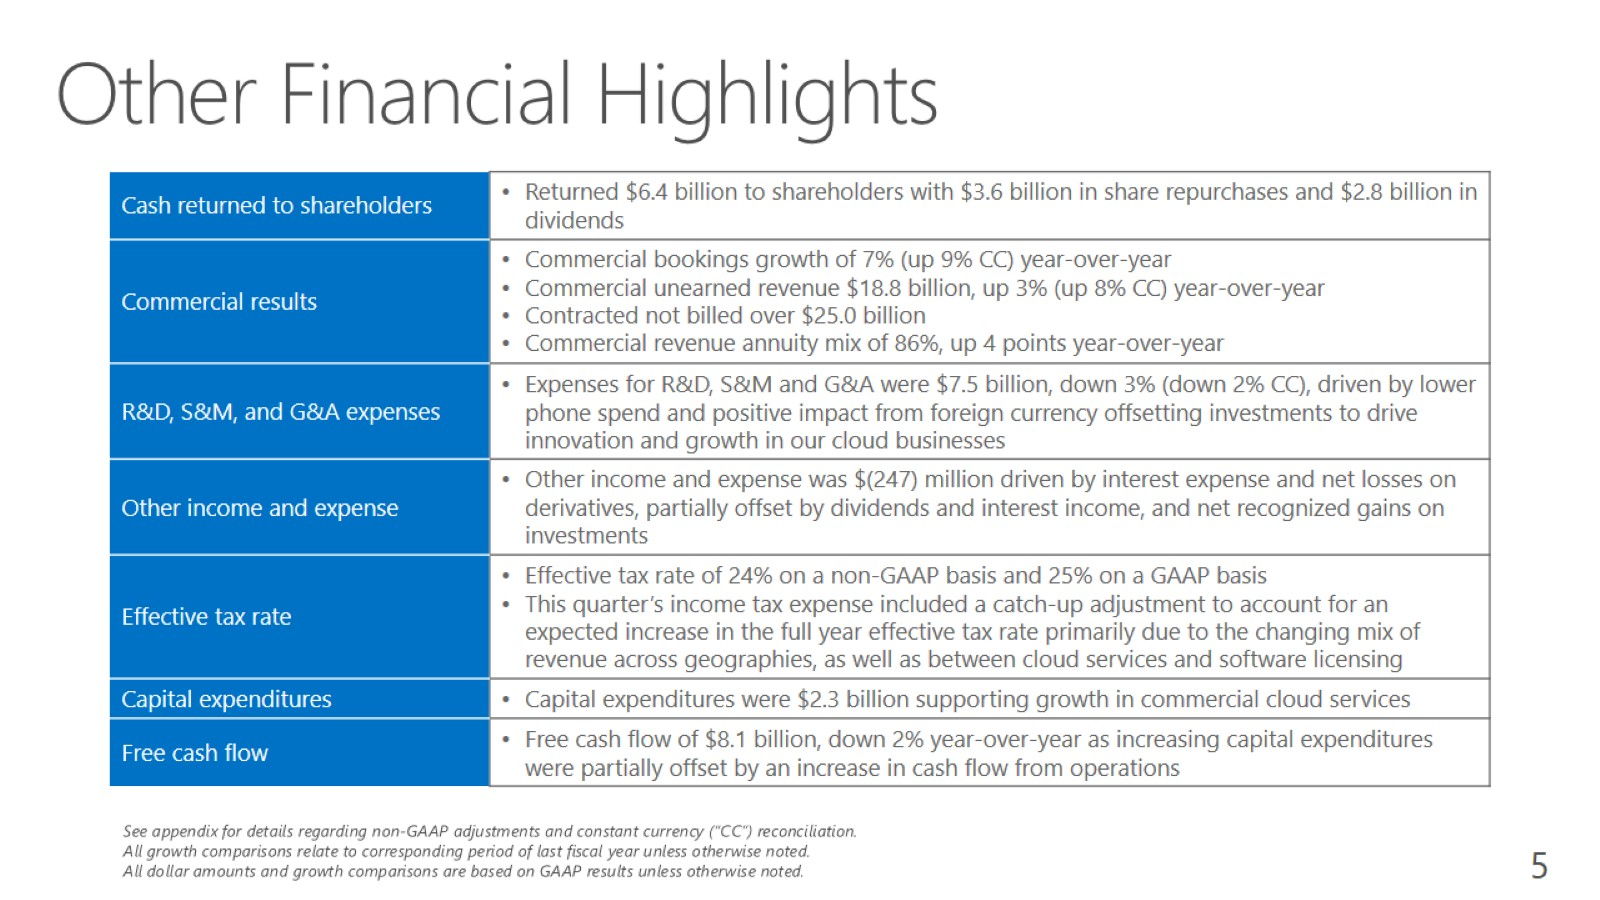 Other Financial Highlights
Cash returned to shareholders
• Returned $6.4 billion to shareholders with $3.6 billion in share repurchases and $2.8 billion in
dividends
Commercial results
• Commercial bookings growth of 7% (up 9% CC) year-over-year
• Commercial unearned revenue $18.8 billion, up 3% (up 8% CC) year-over-year
• Contracted not billed over $25.0 billion
• Commercial revenue annuity mix of 86%, up 4 points year-over-year
R&D, S&M, and G&A expenses
• Expenses for R&D, S&M and G&A were $7.5 billion, down 3% (down 2% CC), driven by lower
phone spend and positive impact from foreign currency offsetting investments to drive
innovation and growth in our cloud businesses
Other income and expense
• Other income and expense was $(247) million driven by interest expense and net losses on
derivatives, partially offset by dividends and interest income, and net recognized gains on
investments
Effective tax rate
• Effective tax rate of 24% on a non-GAAP basis and 25% on a GAAP basis
• This quarter’s income tax expense included a catch-up adjustment to account for an
expected increase in the full year effective tax rate primarily due to the changing mix of
revenue across geographies, as well as between cloud services and software licensing
Capital expenditures
• Capital expenditures were $2.3 billion supporting growth in commercial cloud services
Free cash flow
• Free cash flow of $8.1 billion, down 2% year-over-year as increasing capital expenditures
were partially offset by an increase in cash flow from operations
See appendix for details regarding non-GAAP adjustments and constant currency ("CC") reconciliation.
All growth comparisons relate to corresponding period of last fiscal year unless otherwise noted.
All dollar amounts and growth comparisons are based on GAAP results unless otherwise noted.
5